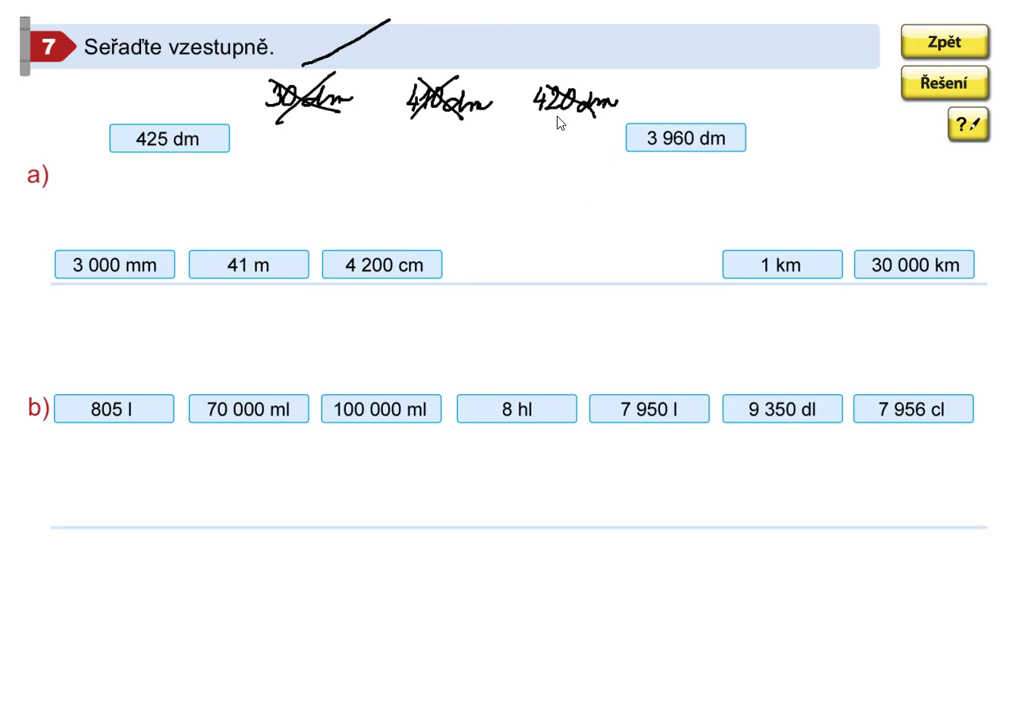 7 Seřaďte vzestupně.
Zpět
Řešení
30 dm 410 dm 420 dm
?
425 dm 3 960 dm
a)
3 000 mm 41 m 4 200 cm 1 km 30 000 km
b) 805 l 70 000 ml 100 000 ml 8 hl 7 950 l 9 350 dl 7 956 cl